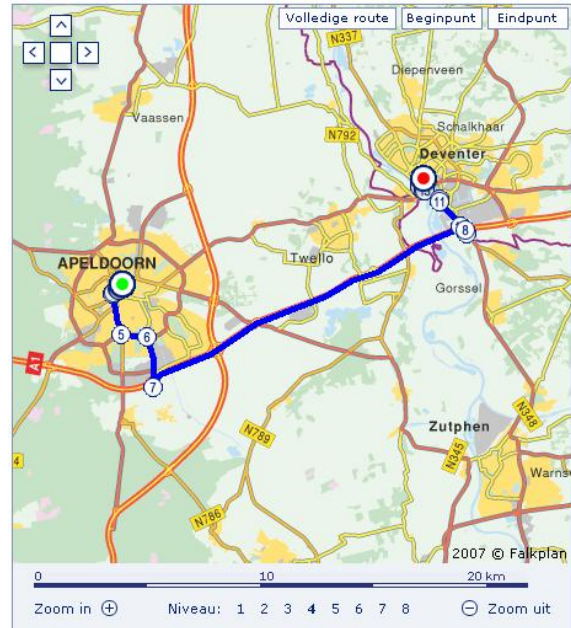 Volledige route Beginpunt Eindpunt
N337
Diepenveen
Vaassen
Schalkhaar
N792
Deventer
11
8
Twello
APELDOORN
Gorssel
5 6
A1
7
N348
Zutphen
N789
N345
4
Warns
N786
2007 © Falkplan
0 10 20 km
Zoom in Niveau: 1 2 3 4 5 6 7 8 Zoom uit